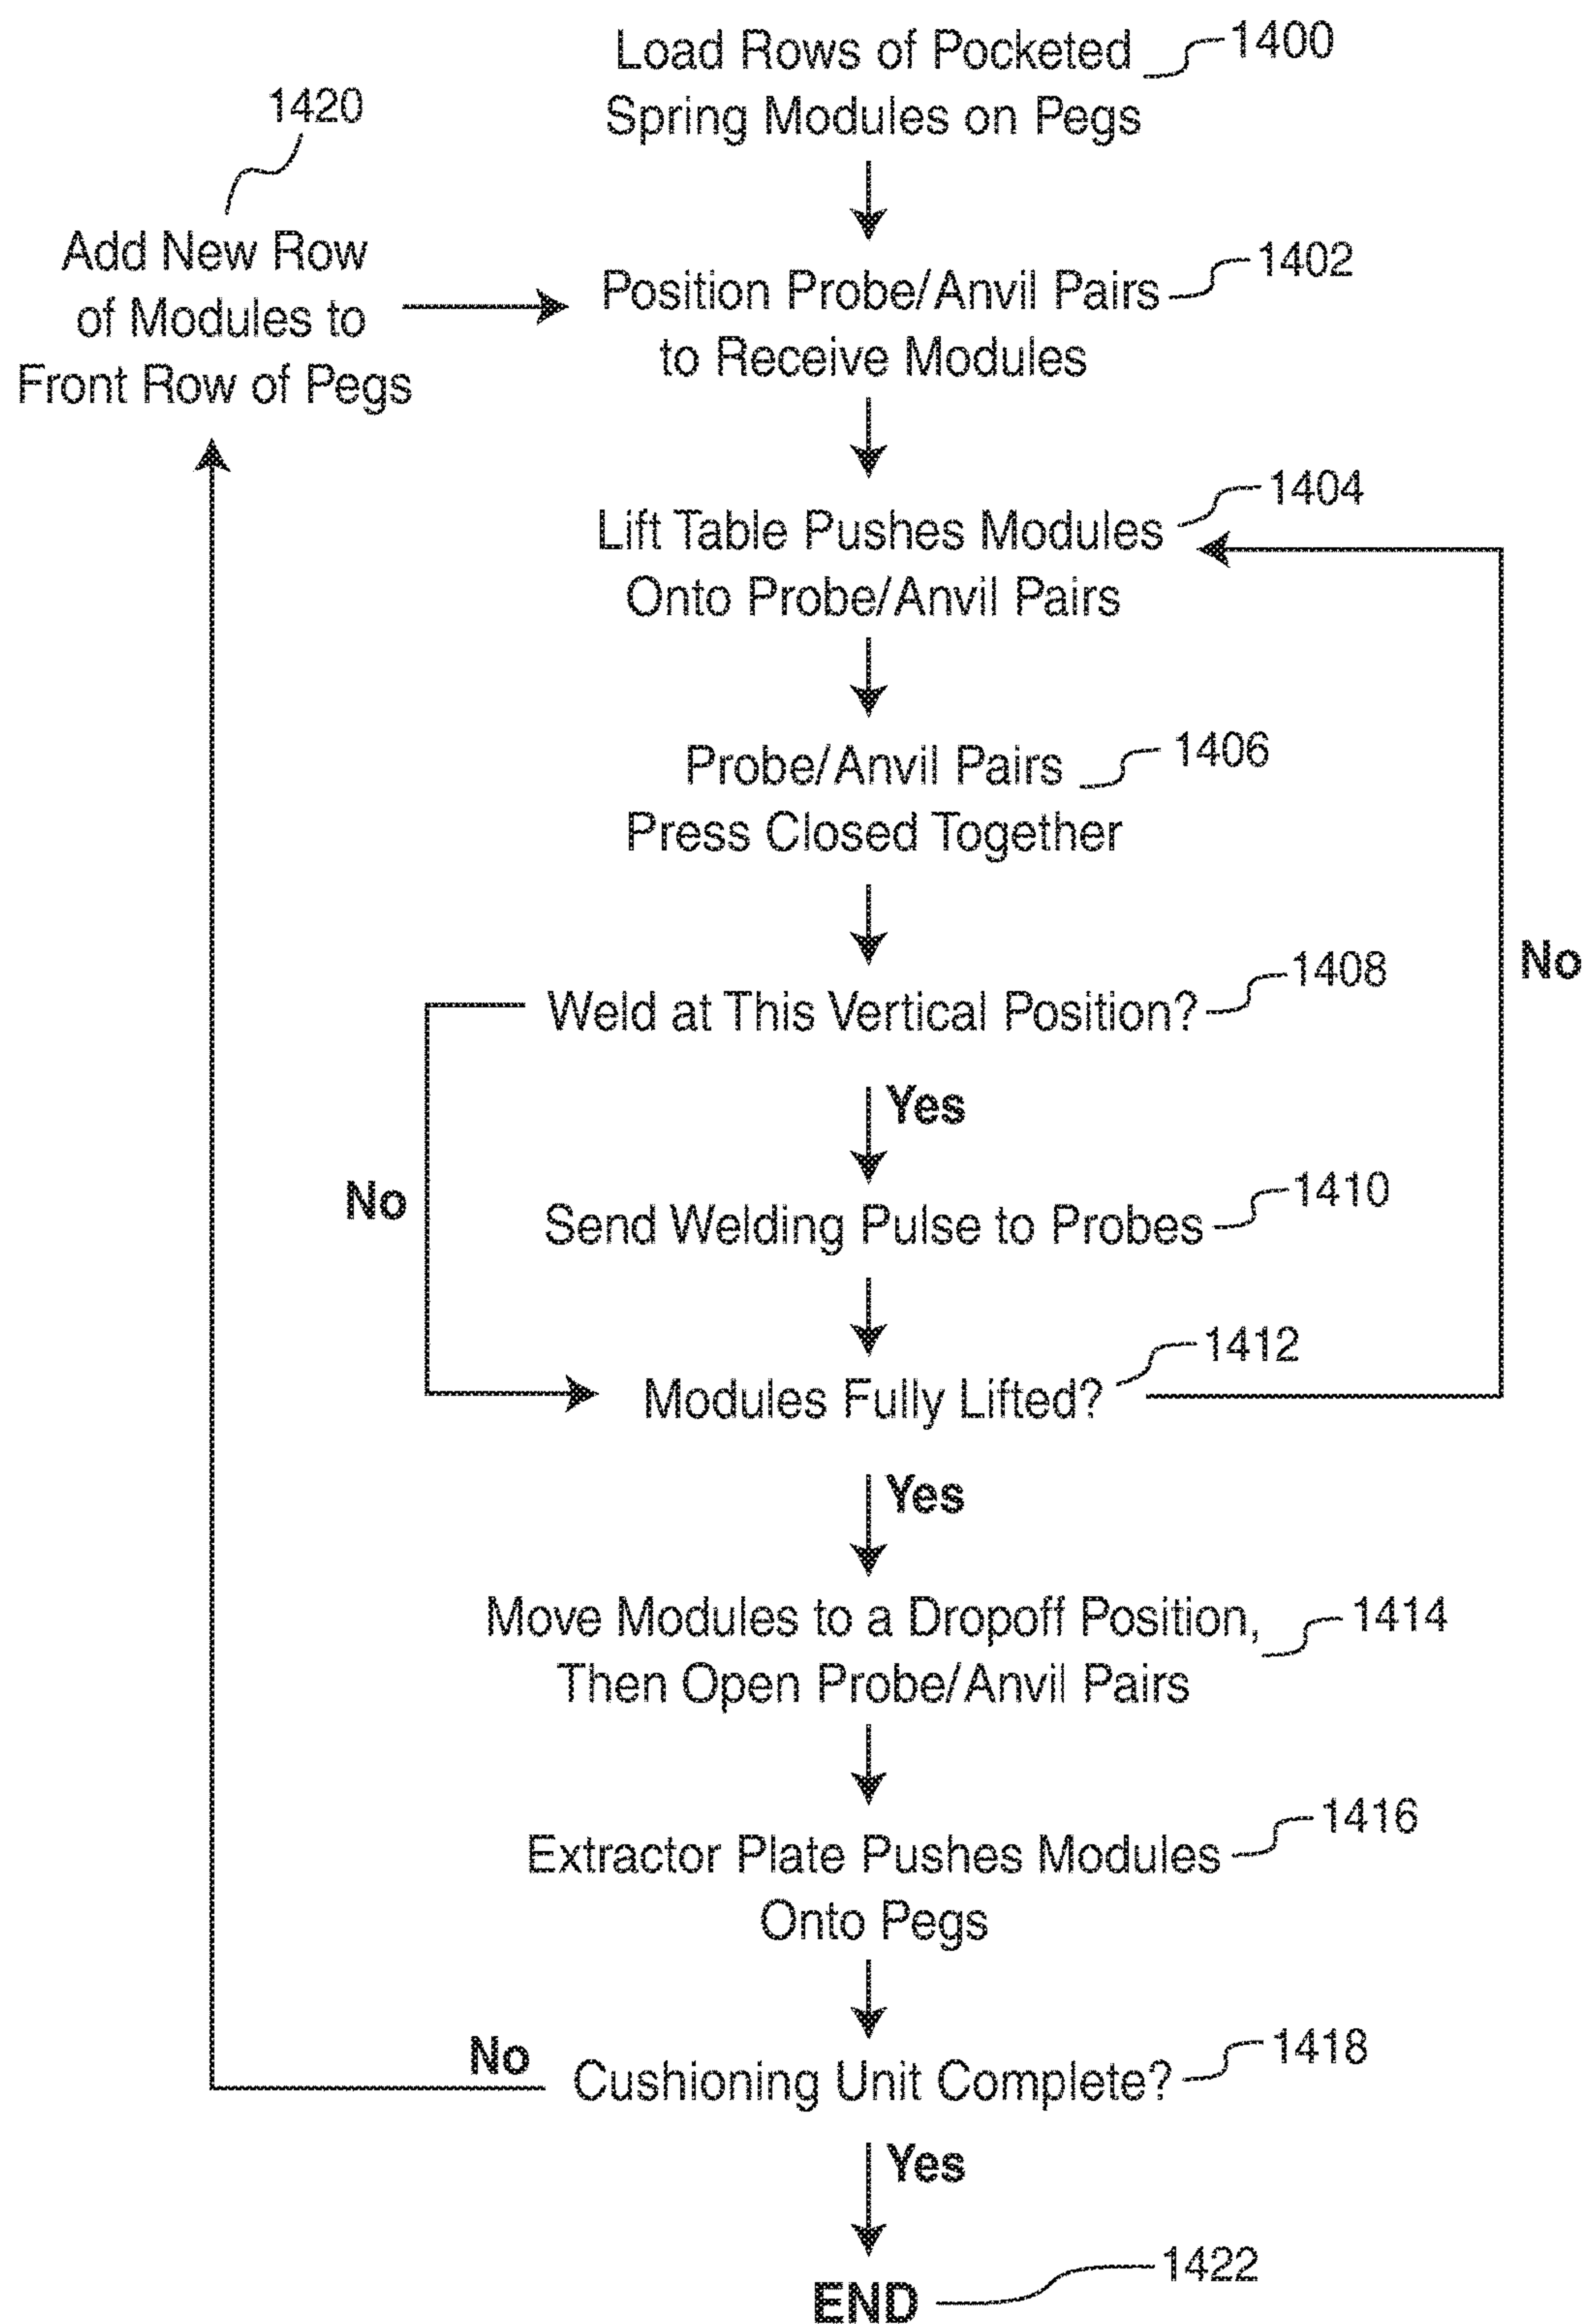 Load Rows of Pocketed
Spring Modules on Pegs
1400
1420
Add New Row
of Modules to
Front Row of Pegs
Position Probe/Anvil Pairs
to Receive Modules
1402
Lift Table Pushes Modules
Onto Probe/Anvil Pairs
1404
Probe/Anvil Pairs
Press Closed Together
1406
No
Weld at This Vertical Position?
1408
Yes
No
Send Welding Pulse to Probes
1410
Modules Fully Lifted?
1412
Yes
Move Modules to a Dropoff Position,
Then Open Probe/Anvil Pairs
1414
Extractor Plate Pushes Modules
Onto Pegs
1416
No
Cushioning Unit Complete?
1418
Yes
END
1422